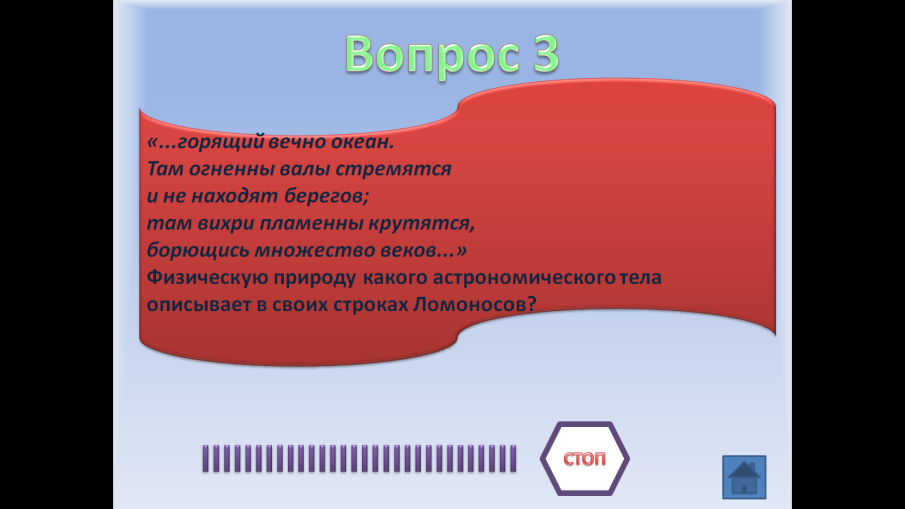 Вопрос 3
«...горящий вечно океан.
Там огненны валы стремятся
и не находят берегов;
там вихри пламенны крутятся,
борющись множество веков...»
Физическую природу какого астрономического тела
описывает в своих строках Ломоносов?
СТОП